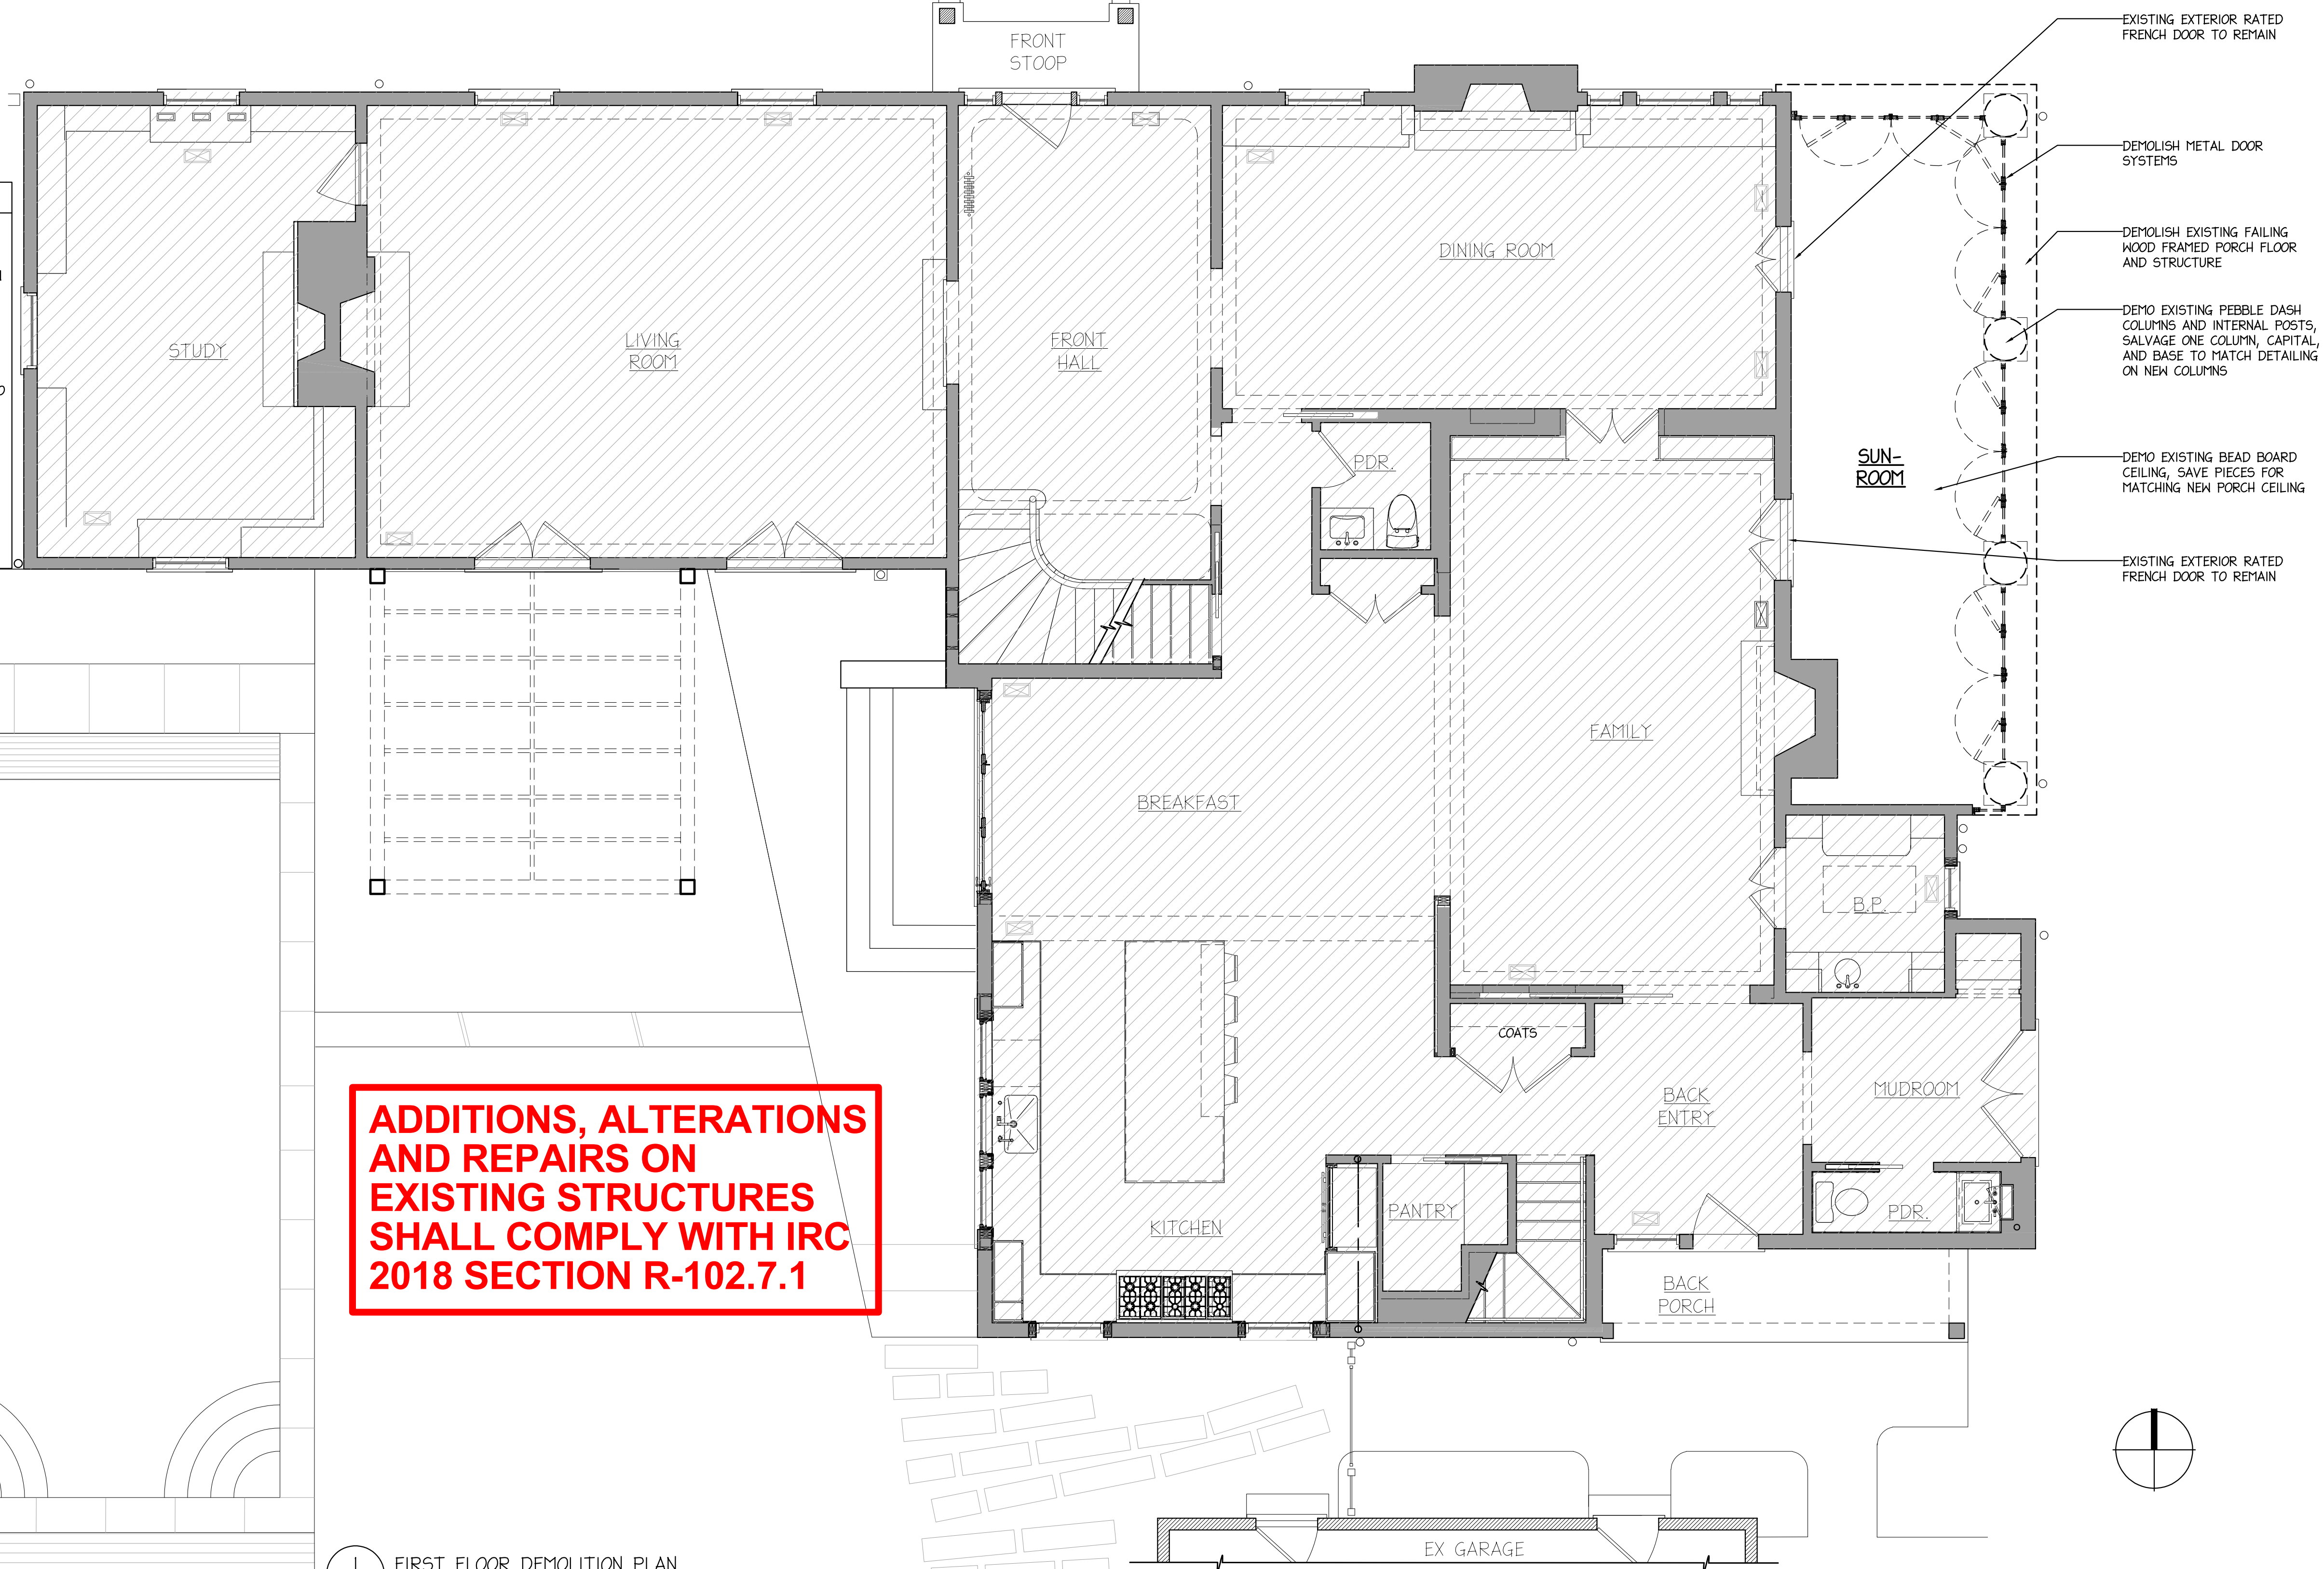 FRONT
STOOP
EXISTING EXTERIOR RATED
FRENCH DOOR TO REMAIN
DEMOLISH METAL DOOR
SYSTEMS
DEMOLISH EXISTING FAILING
WOOD FRAMED PORCH FLOOR
AND STRUCTURE
DINING ROOM
DEMO EXISTING PEBBLE DASH
COLUMNS AND INTERNAL POSTS,
SALVAGE ONE COLUMN, CAPITAL,
AND BASE TO MATCH DETAILING
ON NEW COLUMNS
STUDY
LIVING
ROOM
FRONT
HALL
PDR.
SUN-
ROOM
DEMO EXISTING BEAD BOARD
CEILING, SAVE PIECES FOR
MATCHING NEW PORCH CEILING
EXISTING EXTERIOR RATED
FRENCH DOOR TO REMAIN
FAMILY
BREAKFAST
B.P.
COATS
BACK
ENTRY
MUDROOM
ADDITIONS, ALTERATIONS
AND REPAIRS ON
EXISTING STRUCTURES
SHALL COMPLY WITH IRC
2018 SECTION R-102.7.1
KITCHEN
PANTRY
PDR.
BACK
PORCH
EX GARAGE
1
FIRST FLOOR DEMOLITION PLAN